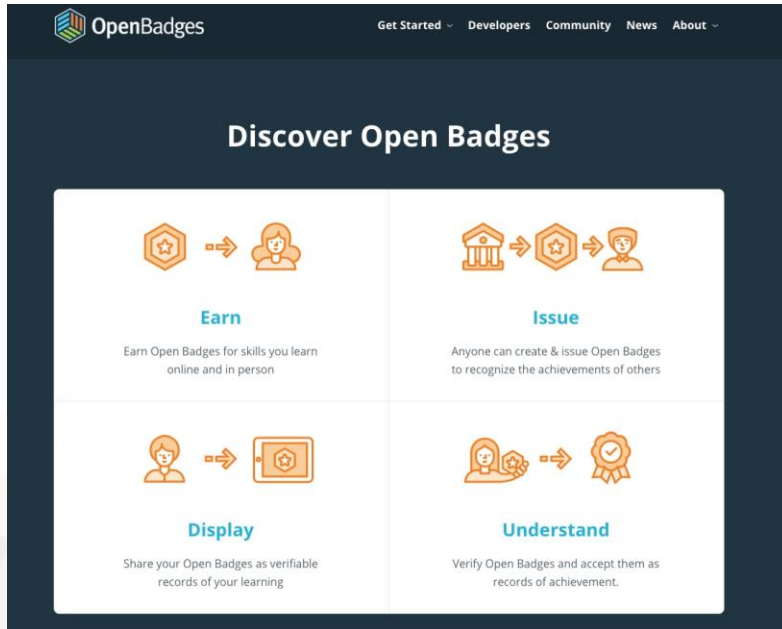 OpenBadges
Get Started Developers Community News About
Discover Open Badges
Earn
Earn Open Badges for skills you learn
online and in person
Issue
Anyone can create & issue Open Badges
to recognize the achievements of others
Display
Share your Open Badges as verifiable
records of your learning
Understand
Verify Open Badges and accept them as
records of achievement.